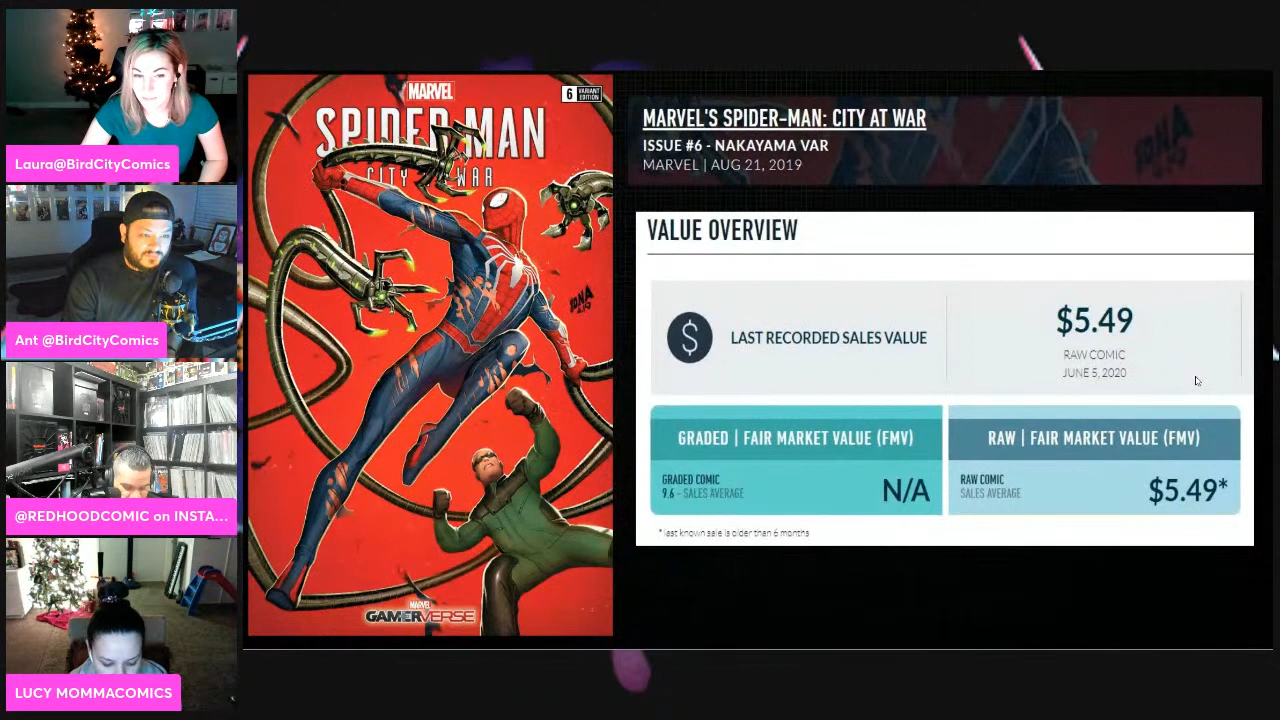 Laura@BirdCityComics
Ant @BirdCityComics
@REDHOODCOMIC on INSTA...
LUCY MOMMACOMICS
MARVEL
6 VARIANT EDITION
SPIDER-MAN
CITY WAR
MARVEL
GAMERVERSE
MARVEL'S SPIDER-MAN: CITY AT WAR
ISSUE #6 - NAKAYAMA VAR
MARVEL | AUG 21, 2019
VALUE OVERVIEW
$
LAST RECORDED SALES VALUE
$5.49
RAW COMIC
JUNE 5, 2020
GRADED | FAIR MARKET VALUE (FMV)
GRADED COMIC
9.6 - SALES AVERAGE
N/A
RAW | FAIR MARKET VALUE (FMV)
RAW COMIC
SALES AVERAGE
$5.49*
* last known sale is older than 6 months